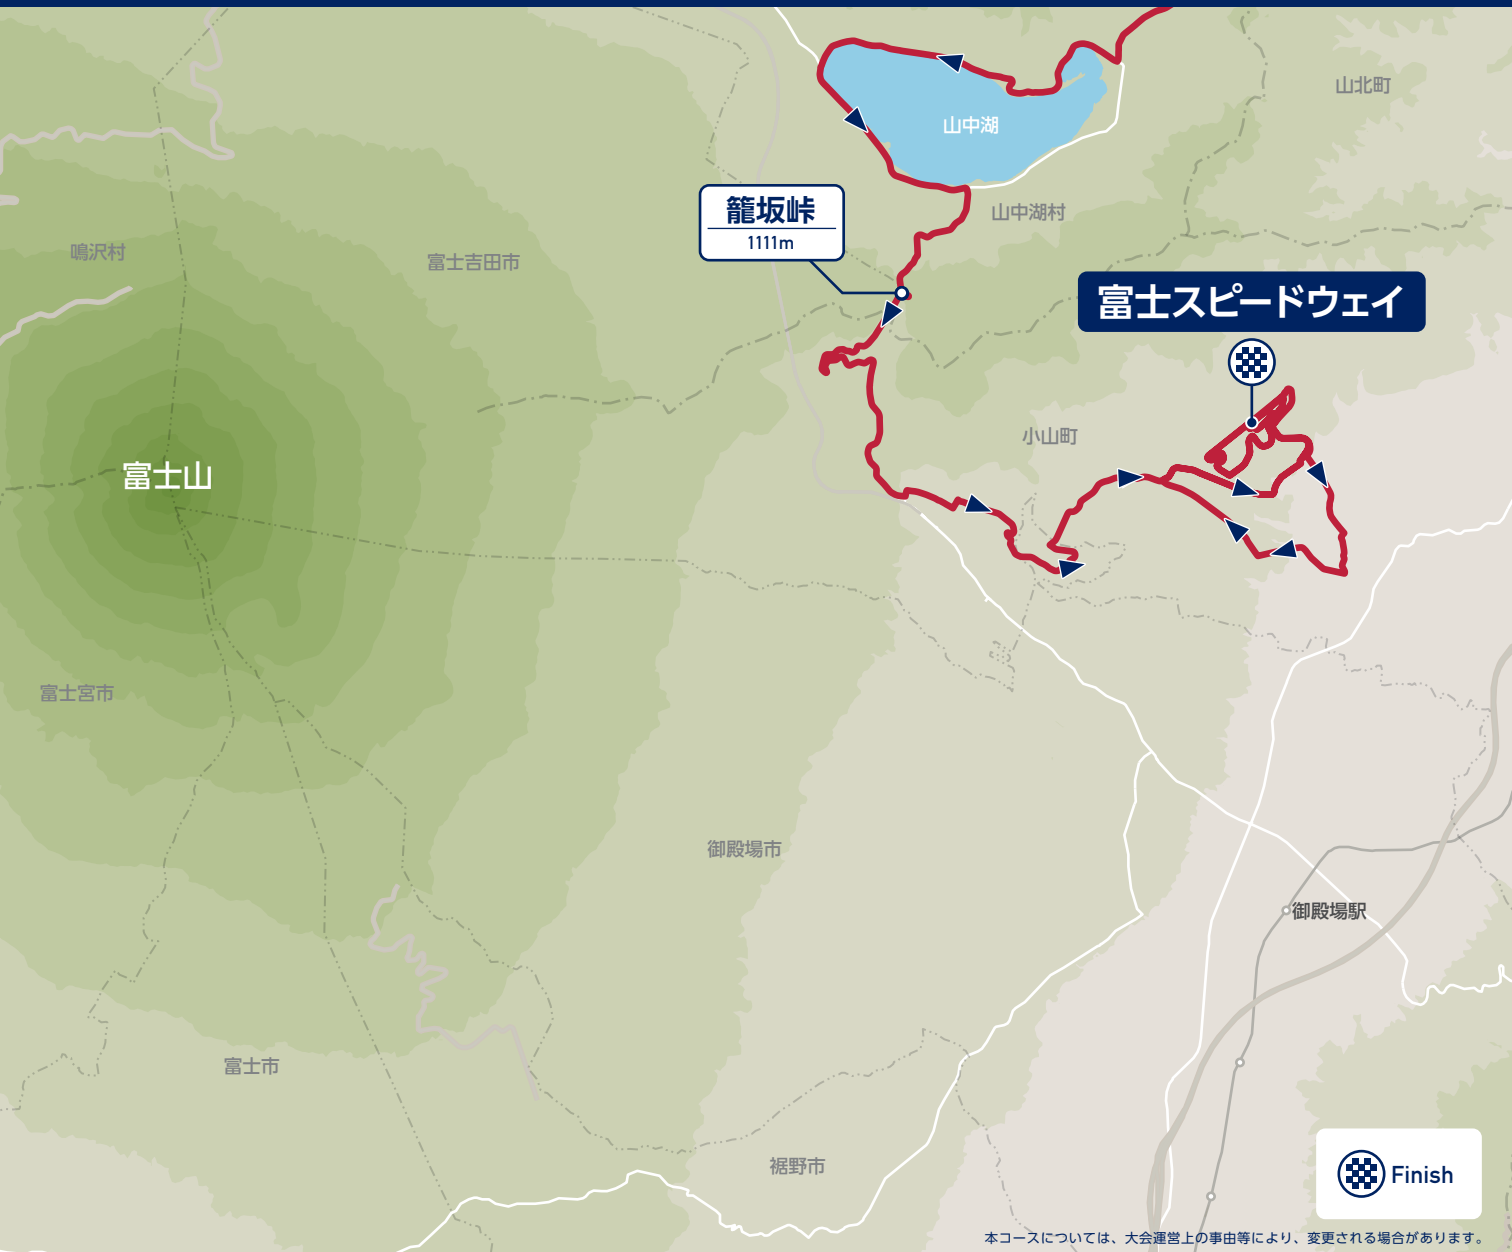 山北町
山中湖
籠坂峠
1111m
山中湖村
鳴沢村
富士吉田市
富士スピードウェイ
小山町
富士山
富士宮市
御殿場市
御殿場駅
富士市
裾野市
Finish
本コースについては、大会運営上の事由等により、変更される場合があります。